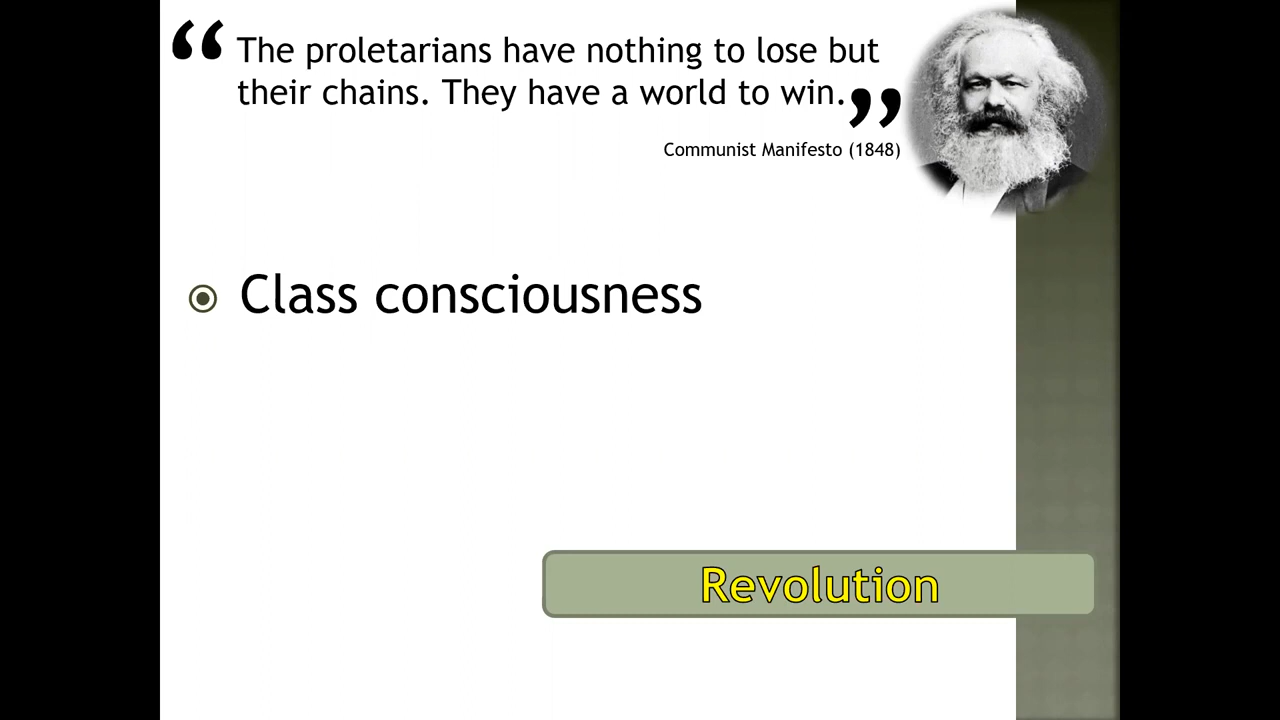 “The proletarians have nothing to lose but
their chains. They have a world to win.”
Communist Manifesto (1848)
Class consciousness
Revolution